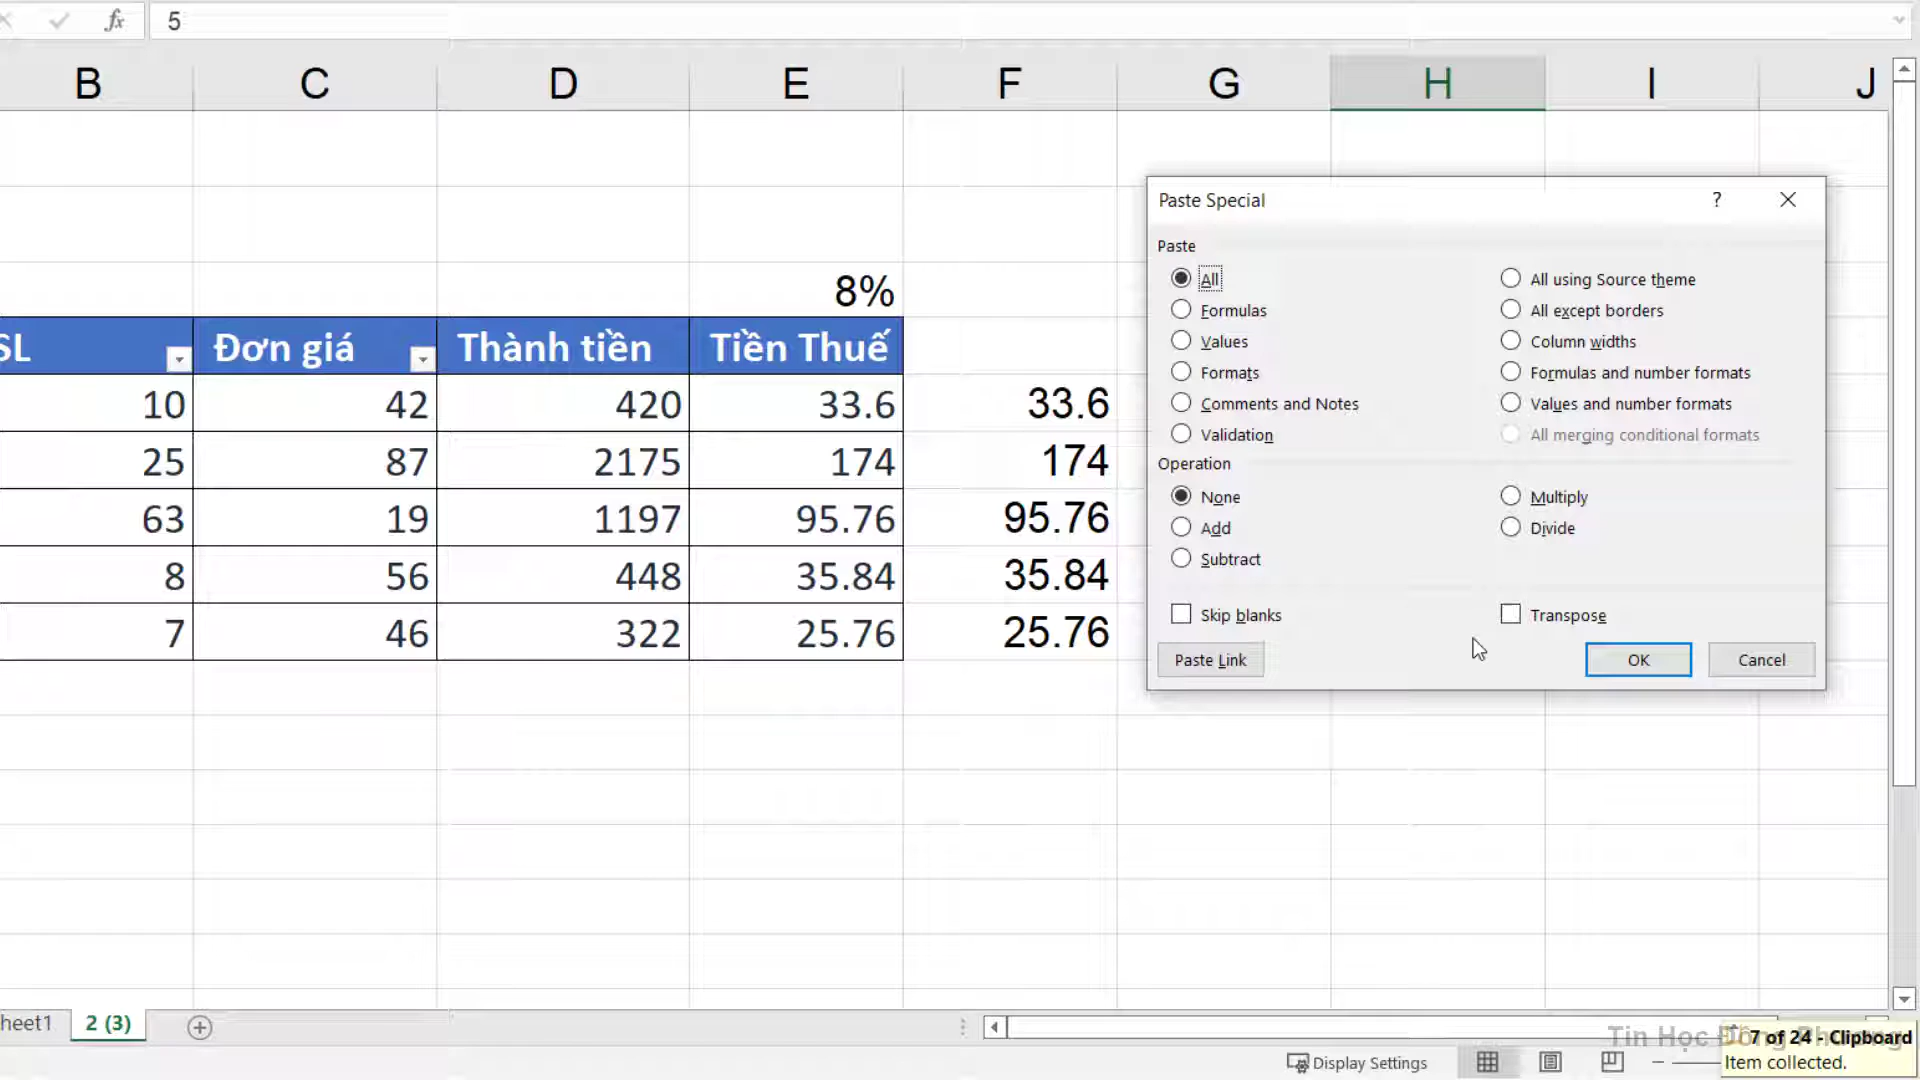 fx 5
B C D E F G H I J
8%
SL Đơn giá Thành tiền Tiền Thuế
10 42 420 33.6 33.6
25 87 2175 174 174
63 19 1197 95.76 95.76
8 56 448 35.84 35.84
7 46 322 25.76 25.76
Paste Special ?
Paste
All All using Source theme
Formulas All except borders
Values Column widths
Formats Formulas and number formats
Comments and Notes Values and number formats
Validation All merging conditional formats
Operation
None Multiply
Add Divide
Subtract
Skip blanks Transpose
Paste Link OK Cancel
heet1 2 (3)
Tin Học Đông Phương
7 of 24 - Clipboard
Item collected.
Display Settings